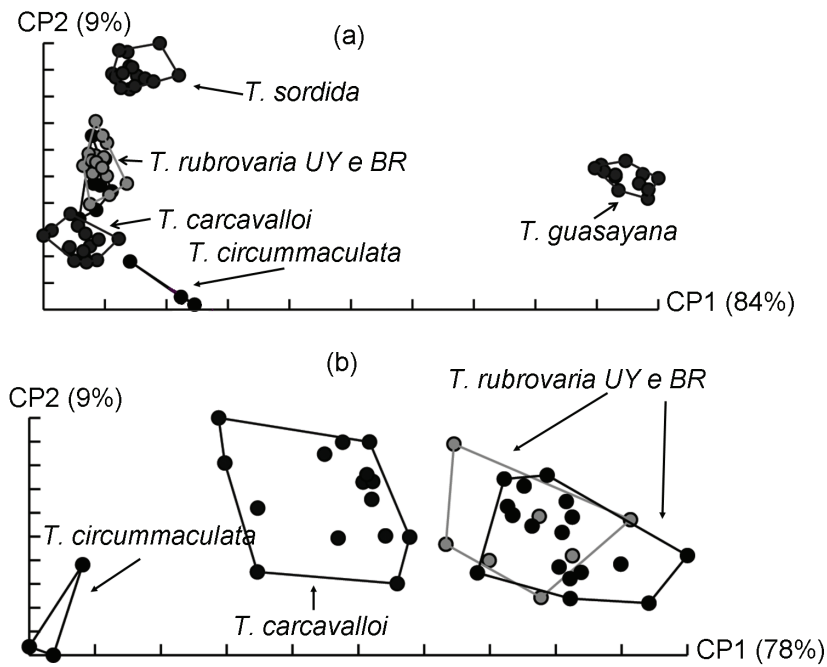 CP2 (9%)
(a)
T. sordida
T. rubrovaria UY e BR
T. carcavalloi
T. circummaculata
T. guasayana
CP1 (84%)
(b)
T. rubrovaria UY e BR
CP2 (9%)
T. circummaculata
T. carcavalloi
CP1 (78%)